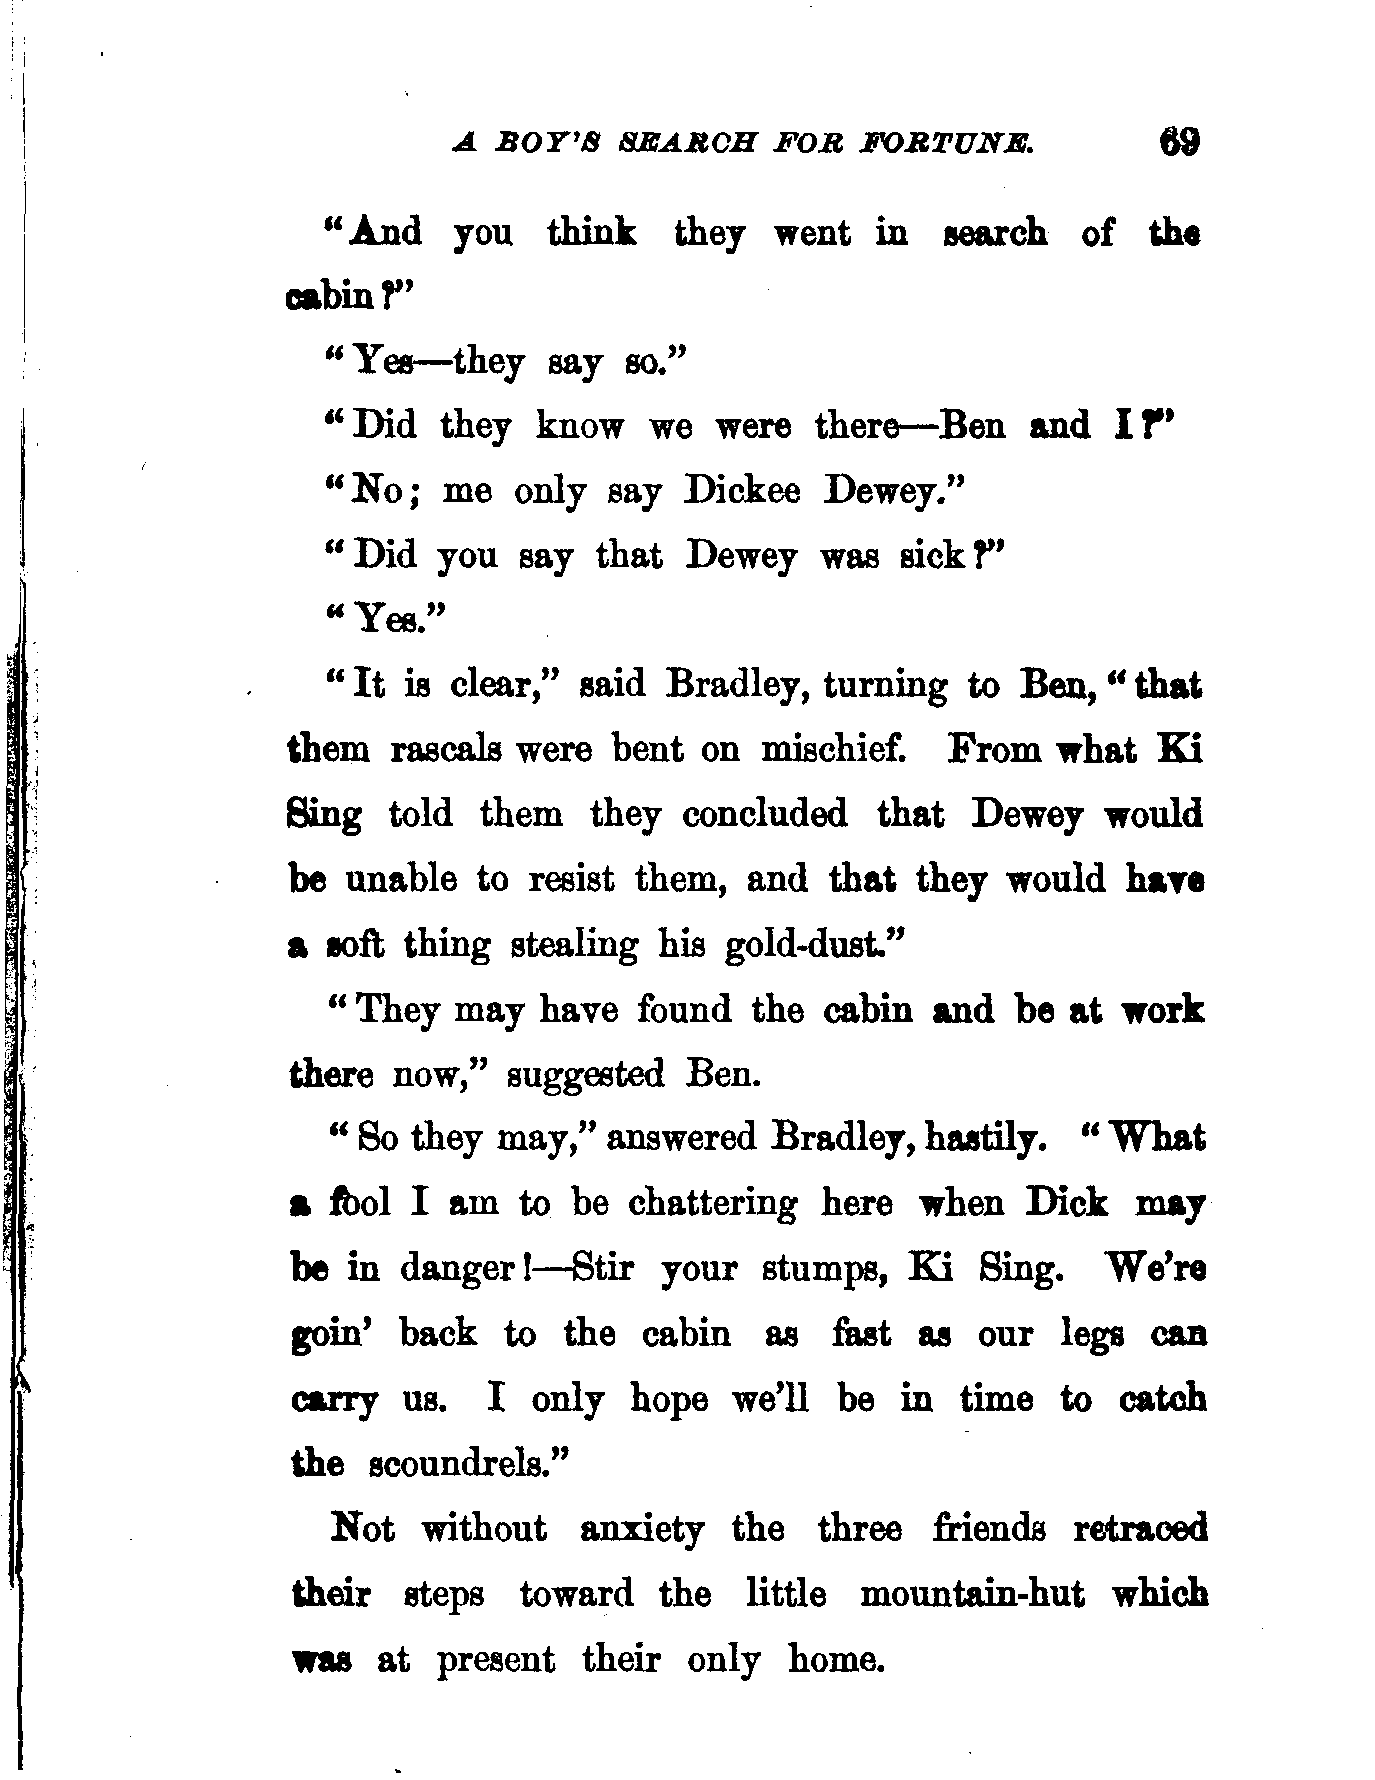 A BOY'S SEARCH FOR FORTUNE. 69
"And you think they went in search of the
cabin?"
"Yes—they say so."
"Did they know we were there—Ben and I?"
"No; me only say Dickee Dewey."
"Did you say that Dewey was sick?"
"Yes."
"It is clear," said Bradley, turning to Ben, "that
them rascals were bent on mischief. From what Ki
Sing told them they concluded that Dewey would
be unable to resist them, and that they would have
a soft thing stealing his gold-dust."
"They may have found the cabin and be at work
there now," suggested Ben.
"So they may," answered Bradley, hastily. "What
a fool I am to be chattering here when Dick may
be in danger!—Stir your stumps, Ki Sing. We're
goin' back to the cabin as fast as our legs can
carry us. I only hope we'll be in time to catch
the scoundrels."
Not without anxiety the three friends retraced
their steps toward the little mountain-hut which
was at present their only home.